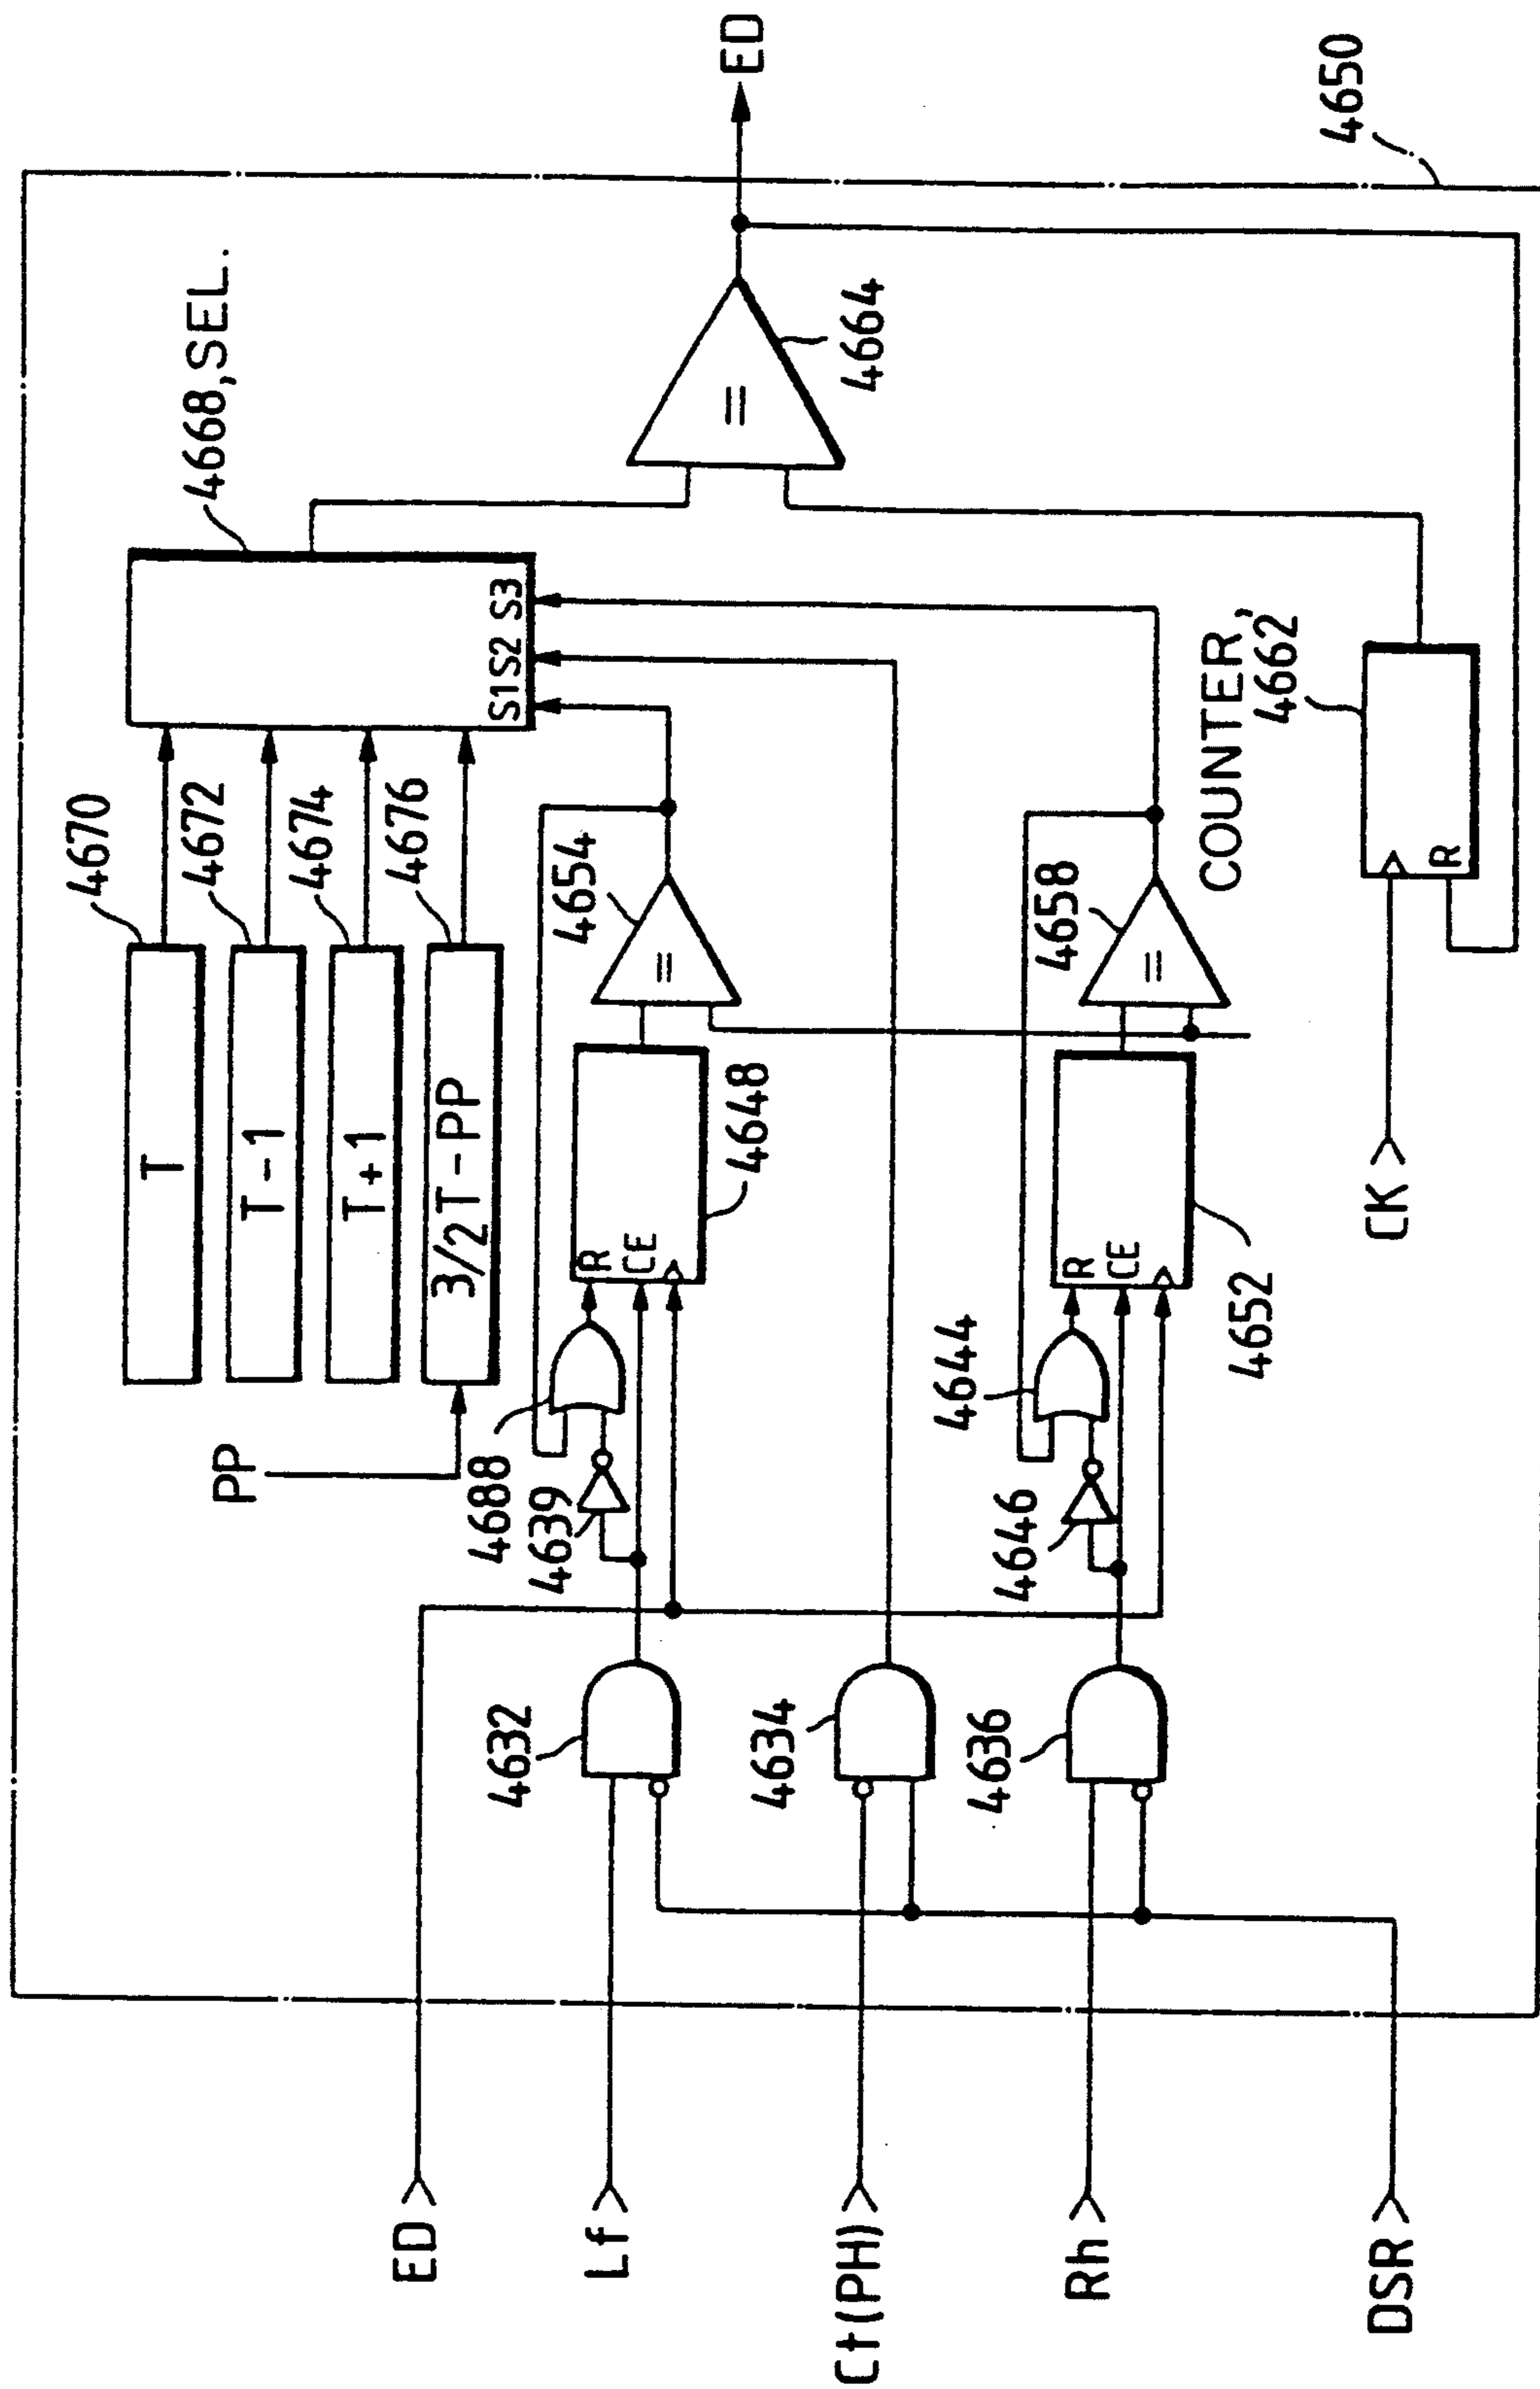 ED
Lf
Ct(PH)
Rh
DSR
4632
4634
4636
PP
4688
4639
4646
4644
T
T-1
T+1
3/2T-PP
4670
4672
4674
4676
R
CE
4648
R
CE
4652
=
4654
=
4658
CK
COUNTER,
4662
R
S1 S2 S3
4668,SEL.
=
4664
ED
4650